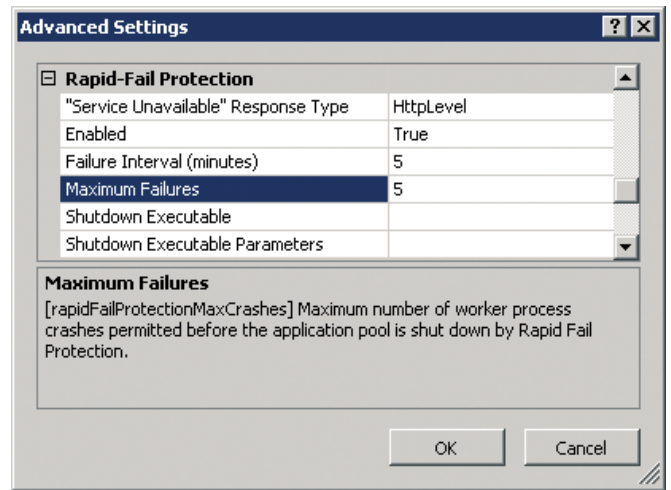 Advanced Settings
Rapid-Fail Protection
"Service Unavailable" Response Type HttpLevel
Enabled True
Failure Interval (minutes) 5
Maximum Failures 5
Shutdown Executable
Shutdown Executable Parameters
Maximum Failures
[rapidFailProtectionMaxCrashes] Maximum number of worker process
crashes permitted before the application pool is shut down by Rapid Fail
Protection.
OK Cancel